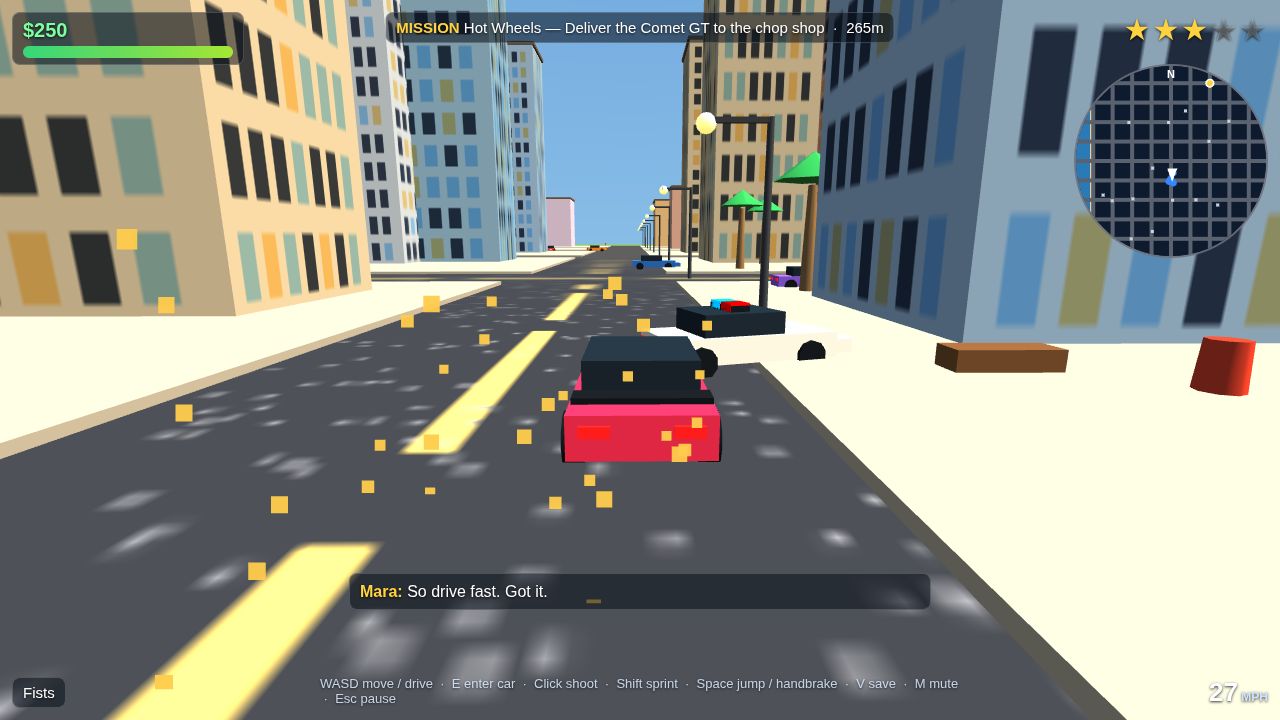 $250
MISSION Hot Wheels — Deliver the Comet GT to the chop shop · 265m
N
Mara: So drive fast. Got it.
Fists
WASD move / drive · E enter car · Click shoot · Shift sprint · Space jump / handbrake · V save · M mute
· Esc pause
27 MPH